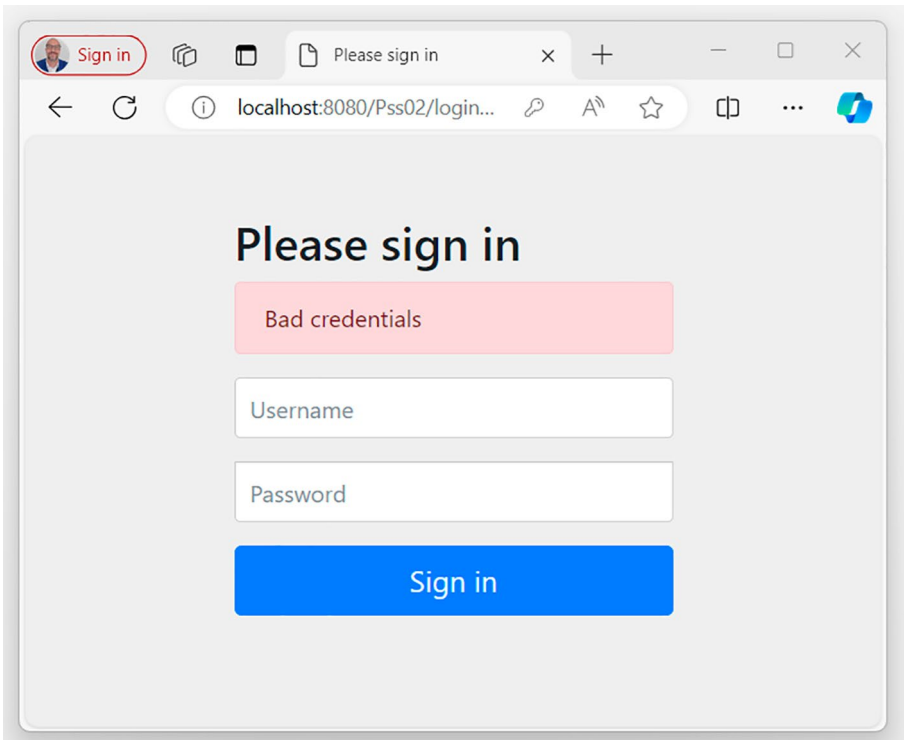 Sign in
Please sign in
localhost:8080/Pss02/login...
Please sign in
Bad credentials
Username
Password
Sign in